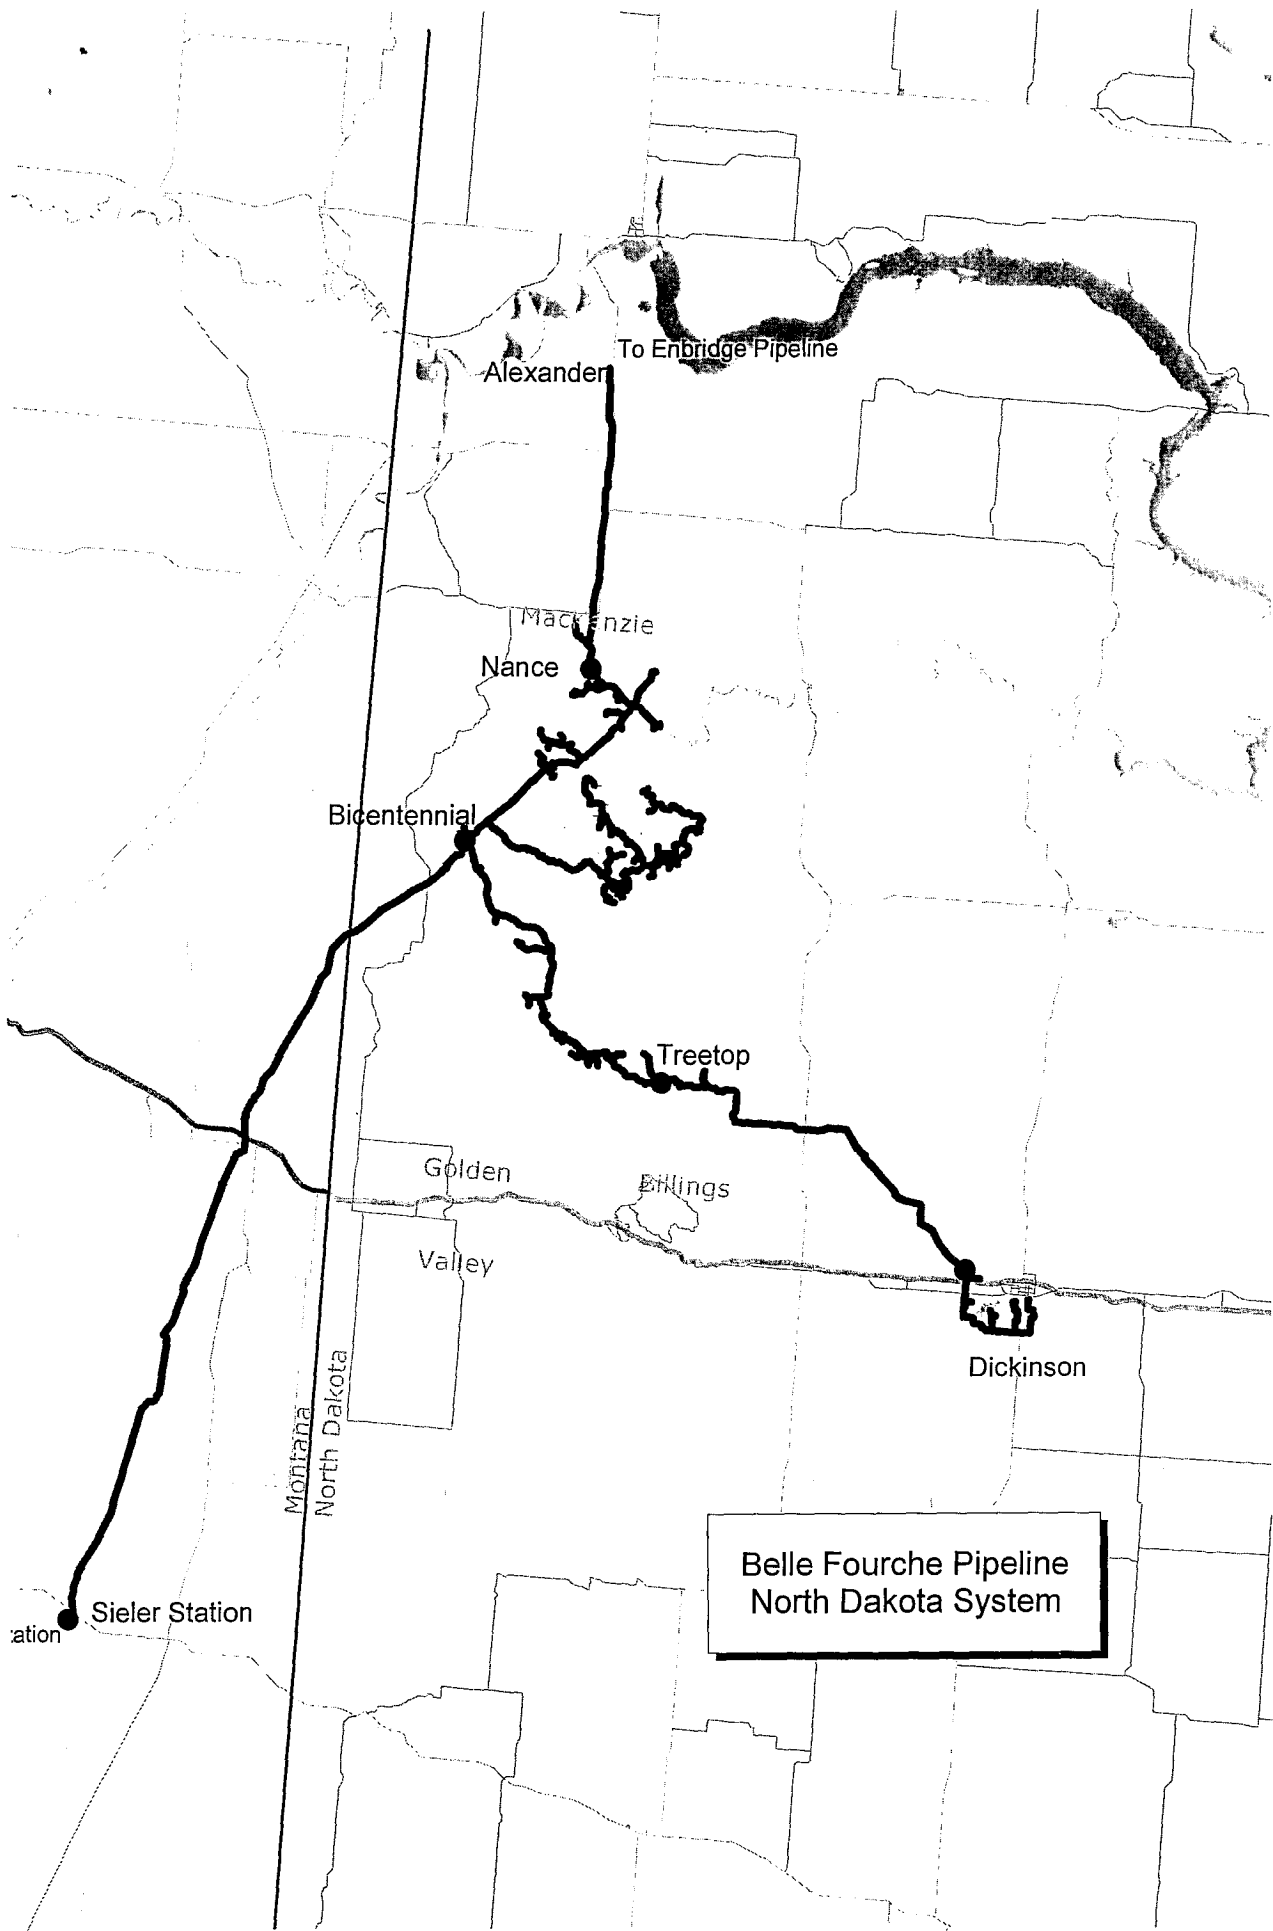 To Enbridge Pipeline
Alexander
Mackenzie
Nance
Bicentennial
Treetop
Golden
Valley
Billings
Dickinson
Montana
North Dakota
Belle Fourche Pipeline
North Dakota System
Sieler Station
ation